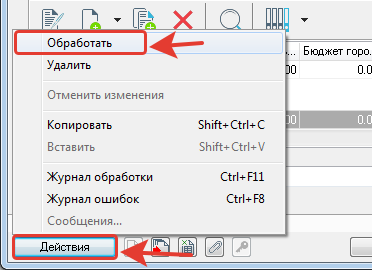 Обработать
Удалить
Отменить изменения
Копировать Shift+Ctrl+C
Вставить Shift+Ctrl+V
Журнал обработки Ctrl+F11
Журнал ошибок Ctrl+F8
Сообщения...
Действия
Бюджет горо...